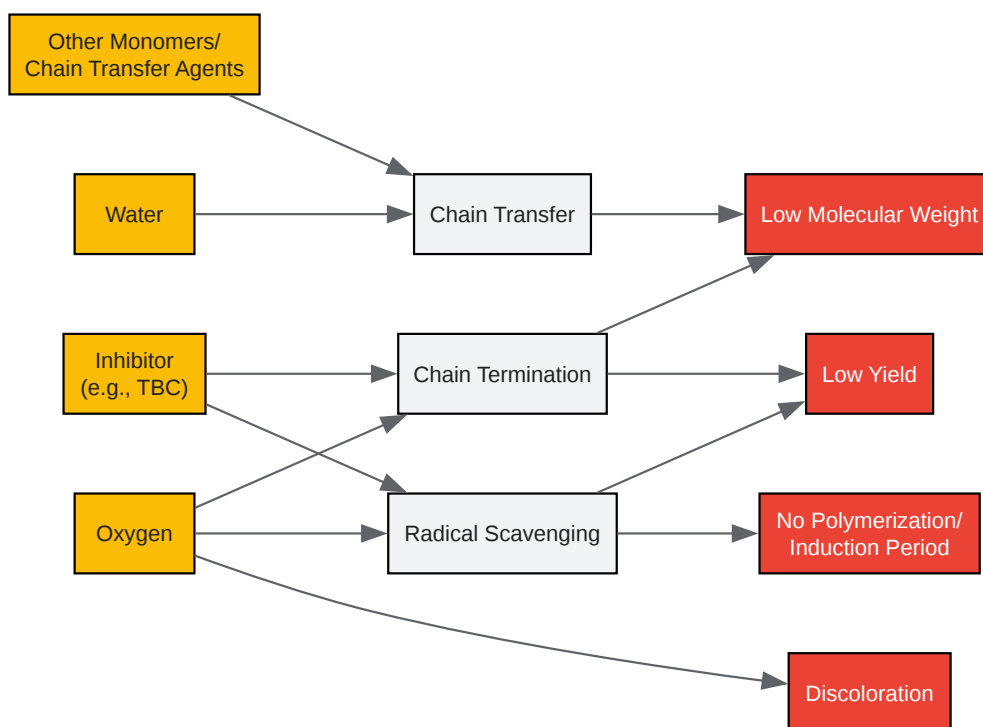 Other Monomers/
Chain Transfer Agents
Water
Chain Transfer
Low Molecular Weight
Inhibitor
(e.g., TBC)
Chain Termination
Low Yield
Oxygen
Radical Scavenging
No Polymerization/
Induction Period
Discoloration